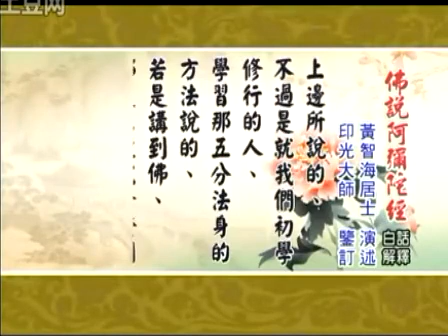 土豆网
佛說阿彌陀經
白話解釋
黃智海居士 演述
印光大師 鑒訂
上邊所說的、
不過是就我們初學
修行的人、
學習那五分法身的
方法說的、
若是講到佛、